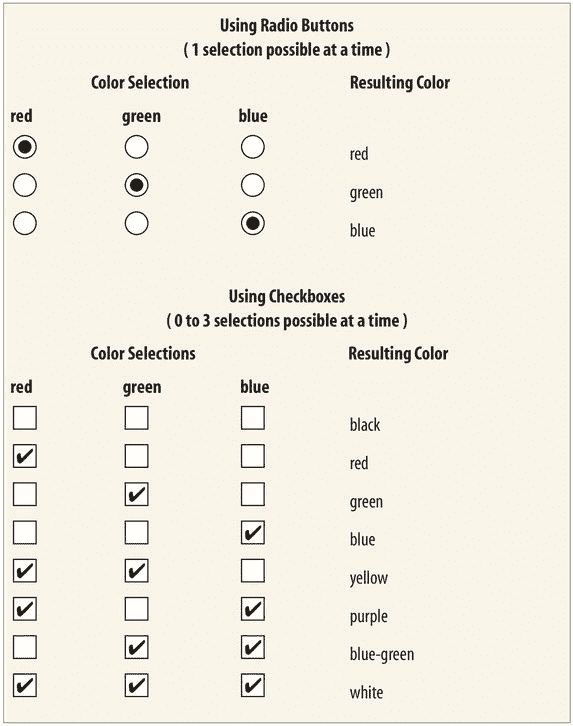 Using Radio Buttons
( 1 selection possible at a time )
Color Selection Resulting Color
red green blue
red
green
blue
Using Checkboxes
( 0 to 3 selections possible at a time )
Color Selections Resulting Color
red green blue
black
red
green
blue
yellow
purple
blue-green
white